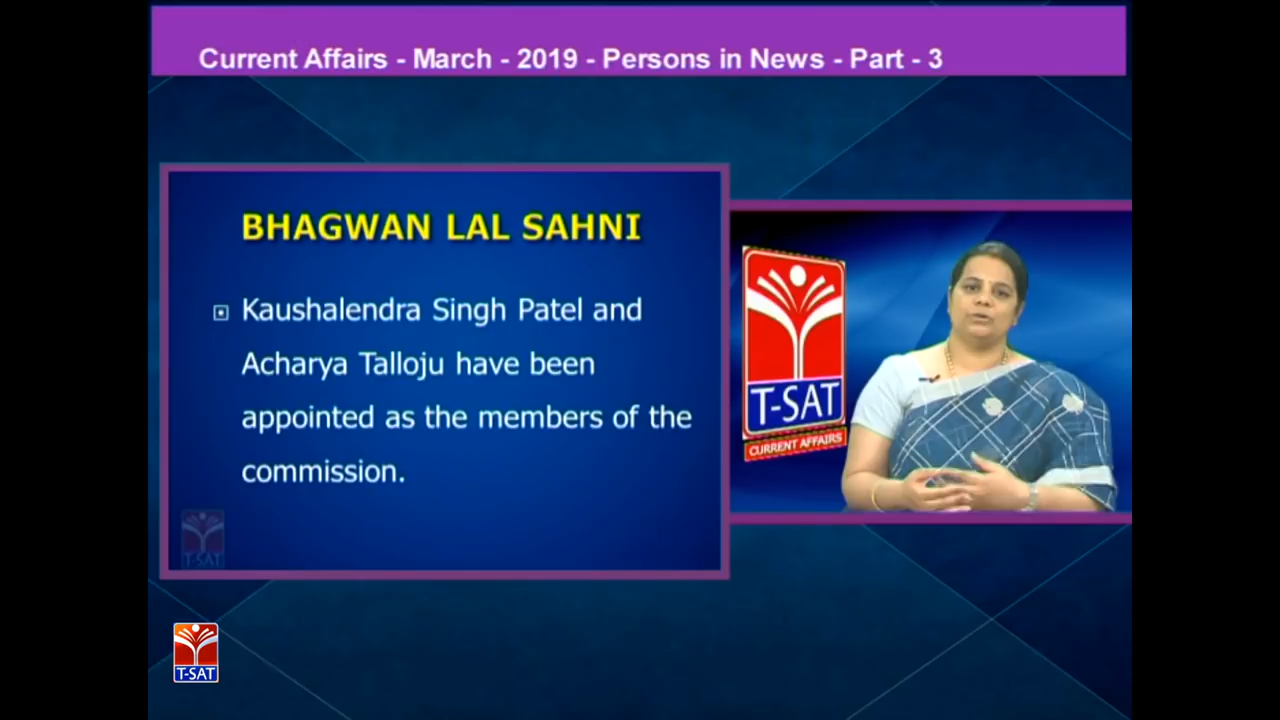 Current Affairs - March - 2019 - Persons in News - Part - 3
BHAGWAN LAL SAHNI
Kaushalendra Singh Patel and
Acharya Talloju have been
appointed as the members of the
commission.
T-SAT
CURRENT AFFAIRS
T-SAT
T-SAT